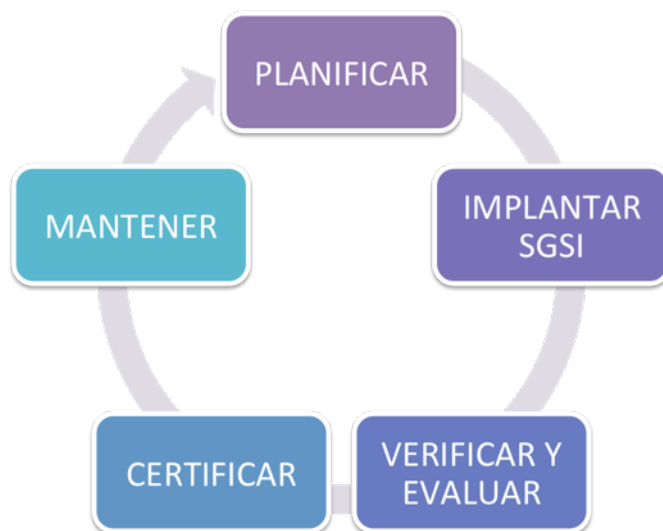 PLANIFICAR
IMPLANTAR
SGSI
VERIFICAR Y
EVALUAR
CERTIFICAR
MANTENER